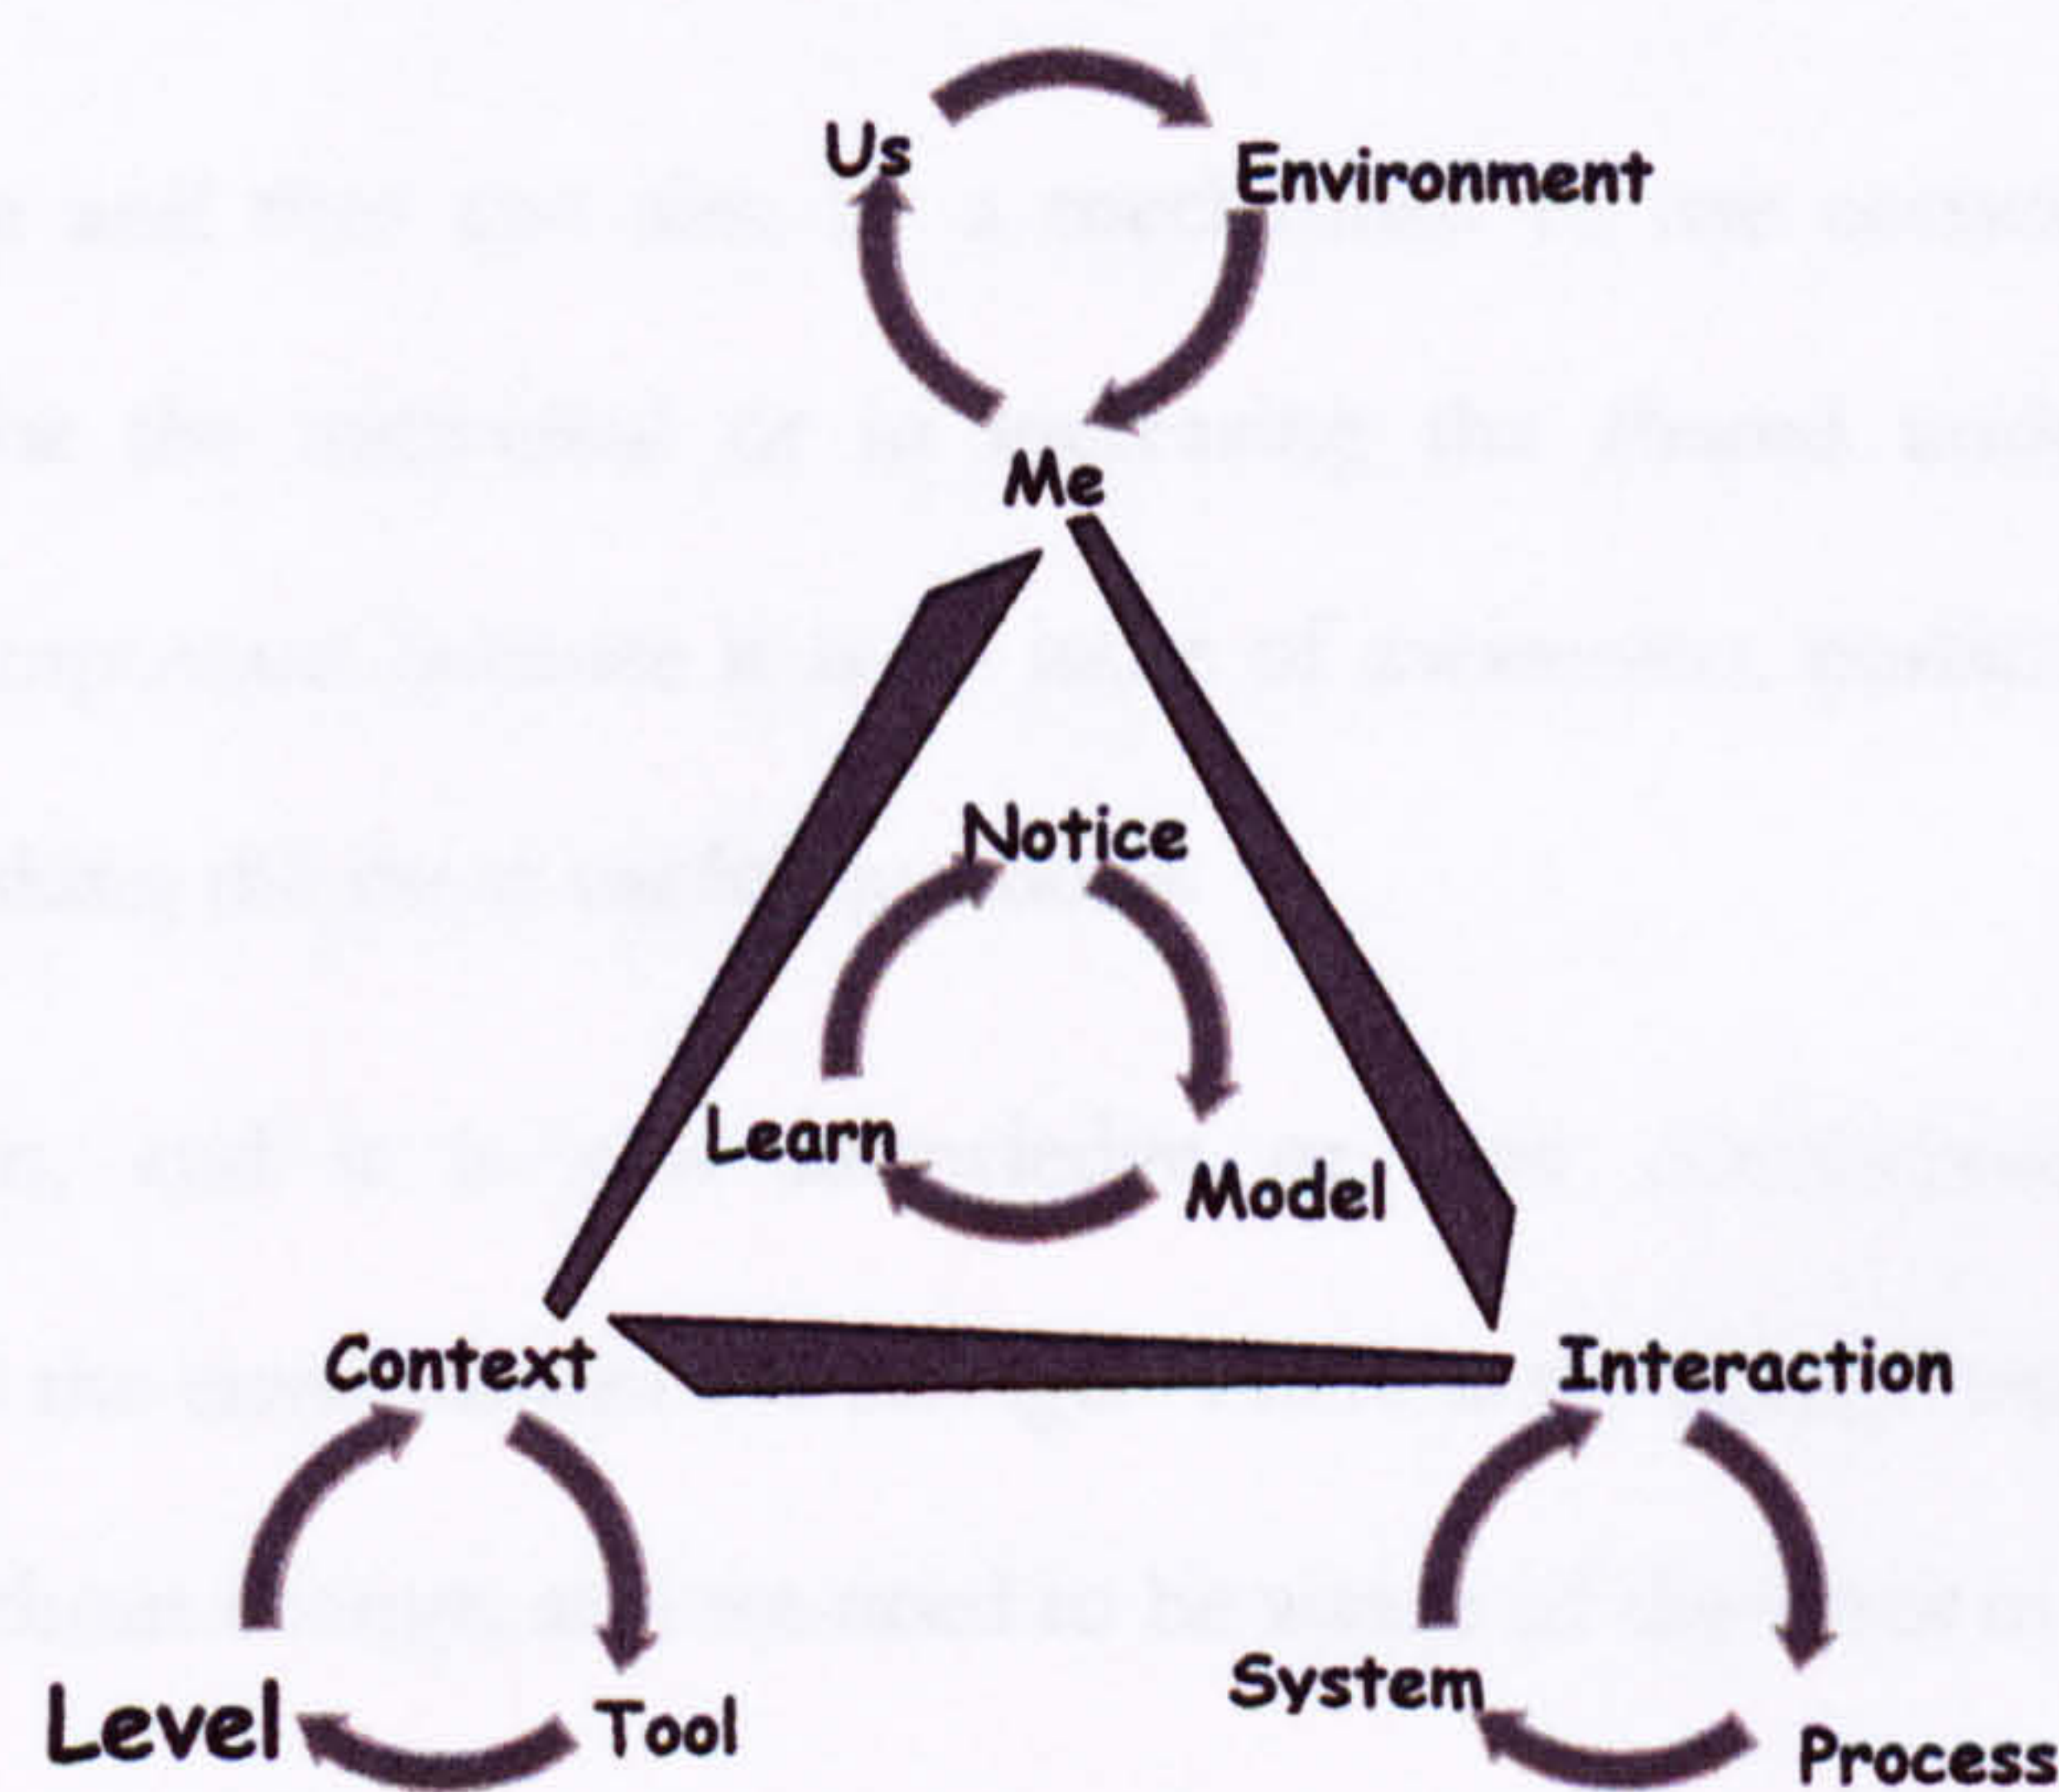 Us
Environment
Me
Notice
Learn
Model
Context
Interaction
Level
Tool
System
Process